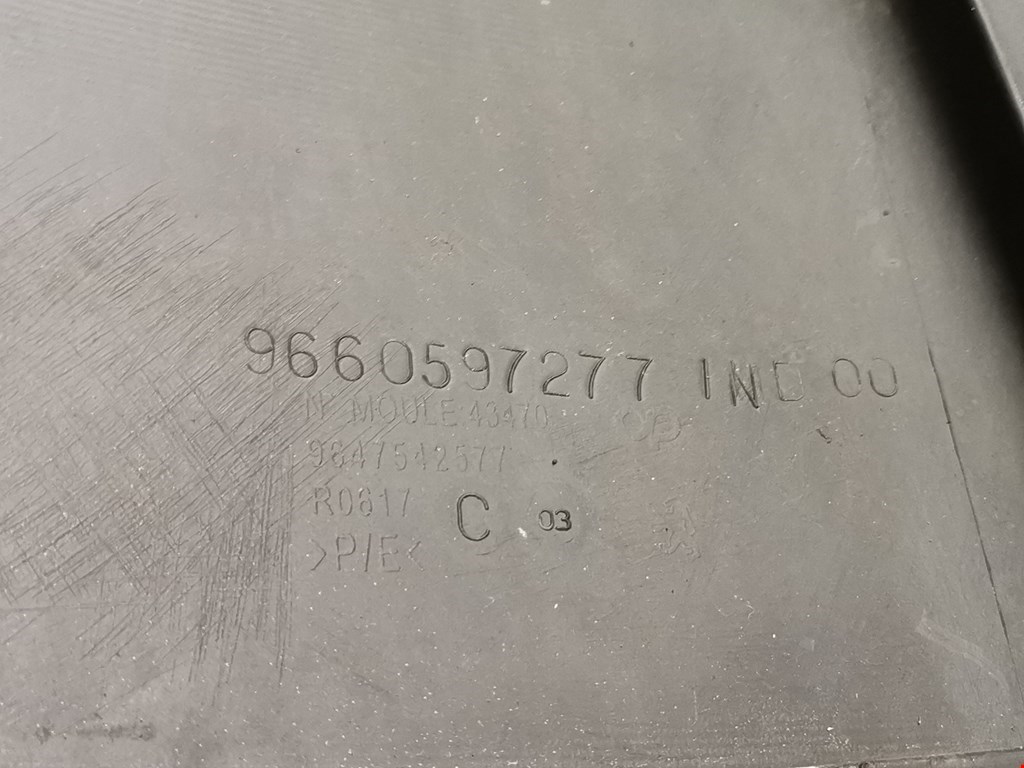 9660597277 IND 00
N° MOULE.43470
9647542577
R0617 C 03
>P/E<